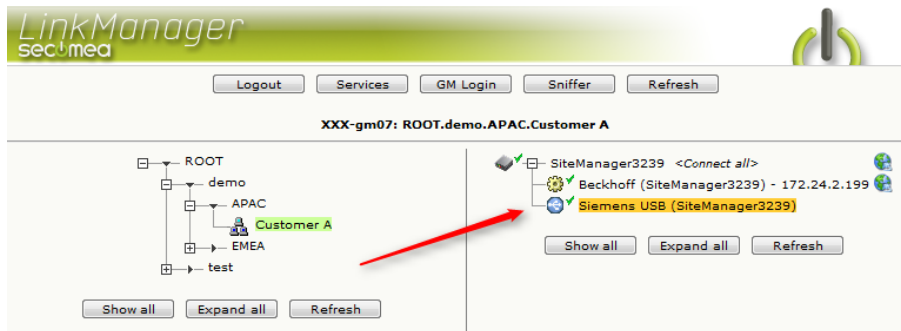 LinkManager
secomea
Logout Services GM Login Sniffer Refresh
XXX-gm07: ROOT.demo.APAC.Customer A
ROOT
demo
APAC
Customer A
EMEA
test
Show all Expand all Refresh
SiteManager3239 <Connect all>
Beckhoff (SiteManager3239) - 172.24.2.199
Siemens USB (SiteManager3239)
Show all Expand all Refresh